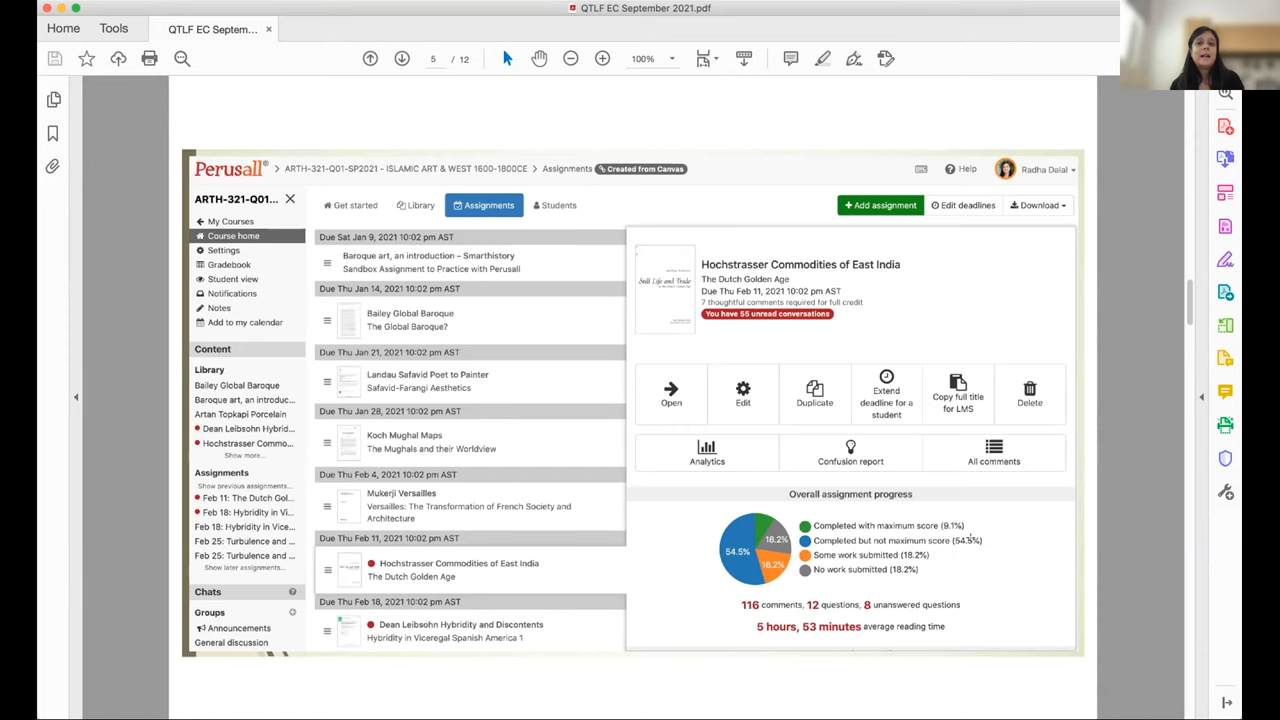 QTLF EC September 2021.pdf
Home
Tools
QTLF EC Septem... ×
5 / 12
100%
Perusall
ARTH-321-Q01-SP2021 - ISLAMIC ART & WEST 1600-1800CE
Assignments
Created from Canvas
Help
Radha Dalal
ARTH-321-Q01...
My Courses
Course home
Settings
Gradebook
Student view
Notifications
Notes
Add to my calendar
Content
Library
Bailey Global Baroque
Baroque art, an introduc...
Artan Topkapi Porcelain
Dean Leibsohn Hybrid...
Hochstrasser Commo...
Show more...
Assignments
Show previous assignments...
Feb 11: The Dutch Gol...
Feb 18: Hybridity in Vi...
Feb 18: Hybridity in Vice...
Feb 25: Turbulence and ...
Feb 25: Turbulence and ...
Show later assignments...
Chats
Groups
Announcements
General discussion
Get started
Library
Assignments
Students
+ Add assignment
Edit deadlines
Download
Due Sat Jan 9, 2021 10:02 pm AST
Baroque art, an introduction – Smarthistory
Sandbox Assignment to Practice with Perusall
Due Thu Jan 14, 2021 10:02 pm AST
Bailey Global Baroque
The Global Baroque?
Due Thu Jan 21, 2021 10:02 pm AST
Landau Safavid Poet to Painter
Safavid-Farangi Aesthetics
Due Thu Jan 28, 2021 10:02 pm AST
Koch Mughal Maps
The Mughals and their Worldview
Due Thu Feb 4, 2021 10:02 pm AST
Mukerji Versailles
Versailles: The Transformation of French Society and
Architecture
Due Thu Feb 11, 2021 10:02 pm AST
Hochstrasser Commodities of East India
The Dutch Golden Age
Due Thu Feb 18, 2021 10:02 pm AST
Dean Leibsohn Hybridity and Discontents
Hybridity in Viceregal Spanish America 1
Still Life and Trade
Hochstrasser Commodities of East India
The Dutch Golden Age
Due Thu Feb 11, 2021 10:02 pm AST
7 thoughtful comments required for full credit
You have 55 unread conversations
Open
Edit
Duplicate
Extend
deadline for a
student
Copy full title
for LMS
Delete
Analytics
Confusion report
All comments
Overall assignment progress
54.5%
18.2%
18.2%
Completed with maximum score (9.1%)
Completed but not maximum score (54.5%)
Some work submitted (18.2%)
No work submitted (18.2%)
116 comments, 12 questions, 8 unanswered questions
5 hours, 53 minutes average reading time